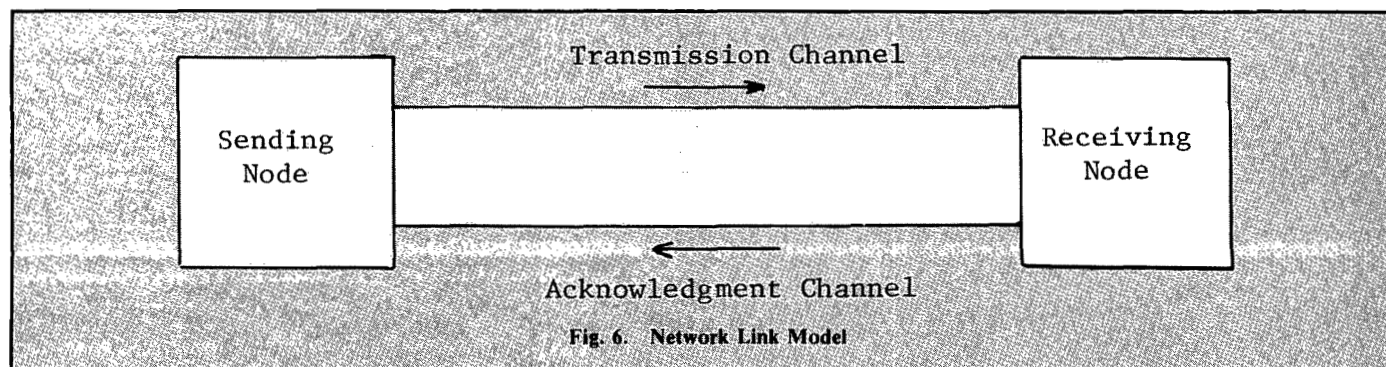 Transmission Channel
Sending
Node
Receiving
Node
Acknowledgment Channel
Fig. 6. Network Link Model